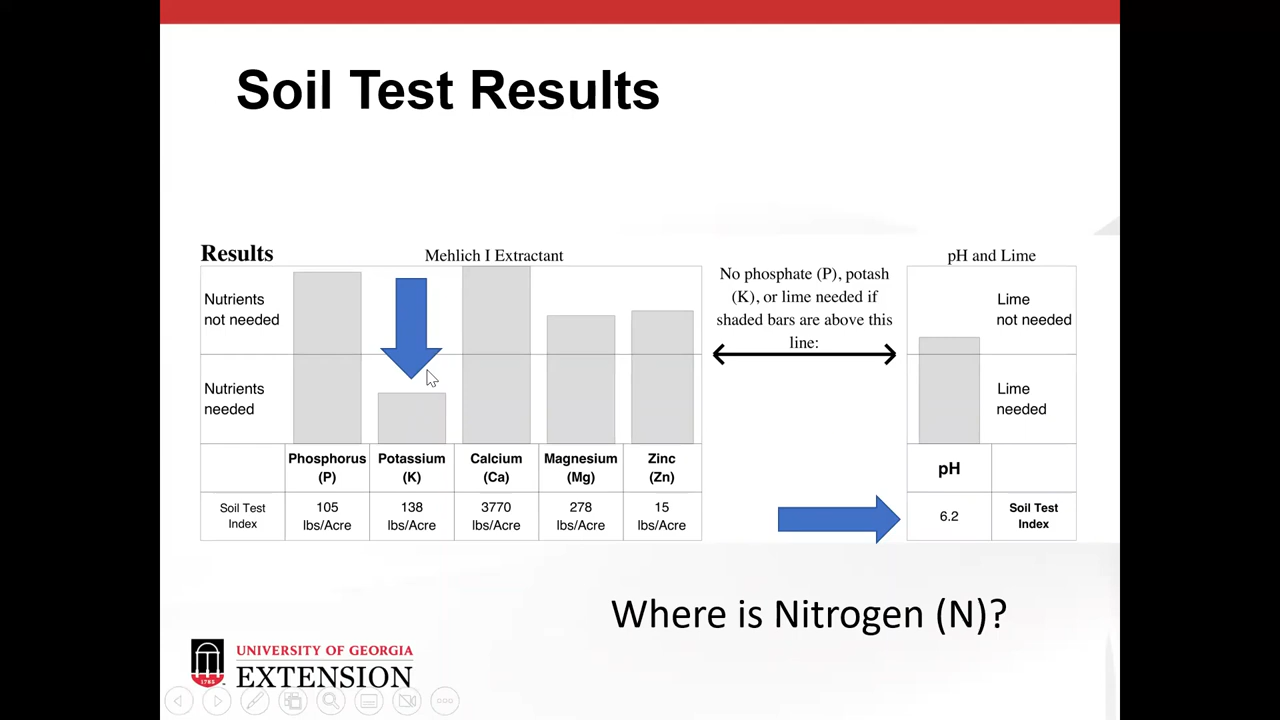 Soil Test Results
Results
Mehlich I Extractant
pH and Lime
Nutrients
not needed
No phosphate (P), potash
(K), or lime needed if
shaded bars are above this
line:
Lime
not needed
Nutrients
needed
Lime
needed
Phosphorus
(P)
Potassium
(K)
Calcium
(Ca)
Magnesium
(Mg)
Zinc
(Zn)
pH
Soil Test
Index
105
lbs/Acre
138
lbs/Acre
3770
lbs/Acre
278
lbs/Acre
15
lbs/Acre
6.2
Soil Test
Index
Where is Nitrogen (N)?
1785
UNIVERSITY OF GEORGIA
EXTENSION